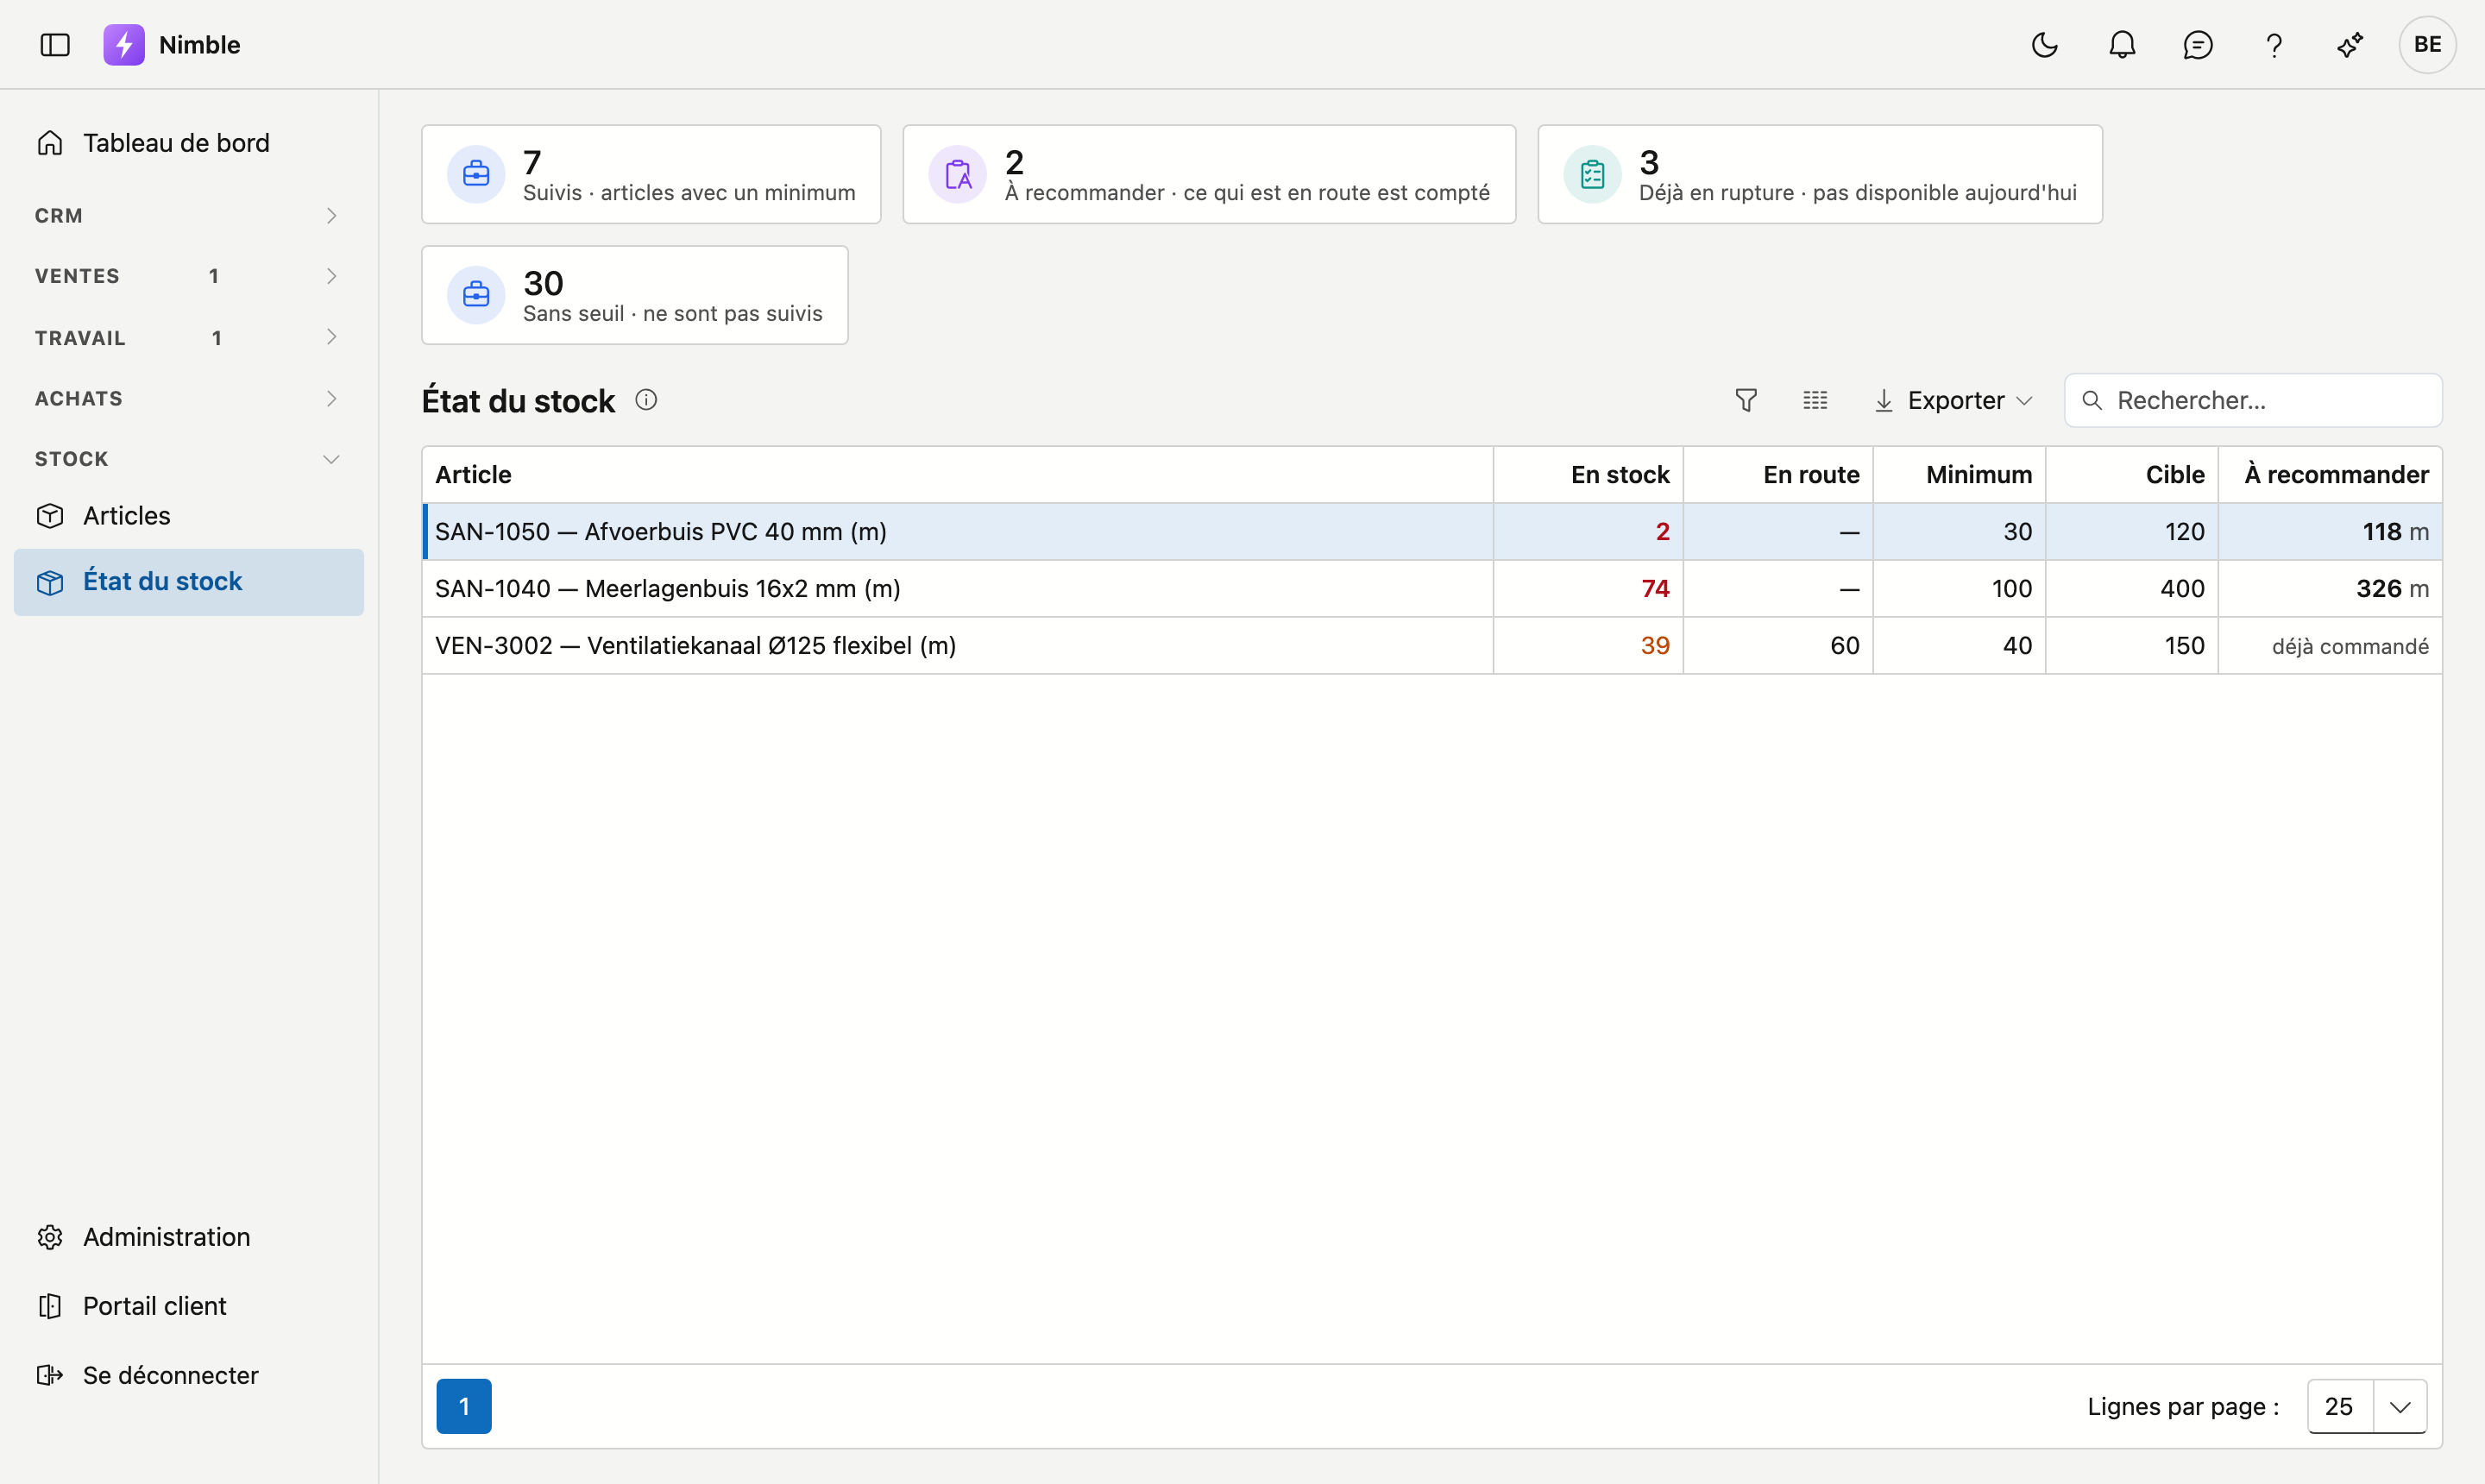 Nimble
BE
Tableau de bord
CRM
VENTES 1
TRAVAIL 1
ACHATS
STOCK
Articles
État du stock
Administration
Portail client
Se déconnecter
7
Suivis · articles avec un minimum
2
À recommander · ce qui est en route est compté
3
Déjà en rupture · pas disponible aujourd'hui
30
Sans seuil · ne sont pas suivis
État du stock
Exporter
Rechercher...
Article En stock En route Minimum Cible À recommander
SAN-1050 — Afvoerbuis PVC 40 mm (m) 2 — 30 120 118 m
SAN-1040 — Meerlagenbuis 16x2 mm (m) 74 — 100 400 326 m
VEN-3002 — Ventilatiekanaal Ø125 flexibel (m) 39 60 40 150 déjà commandé
1
Lignes par page : 25